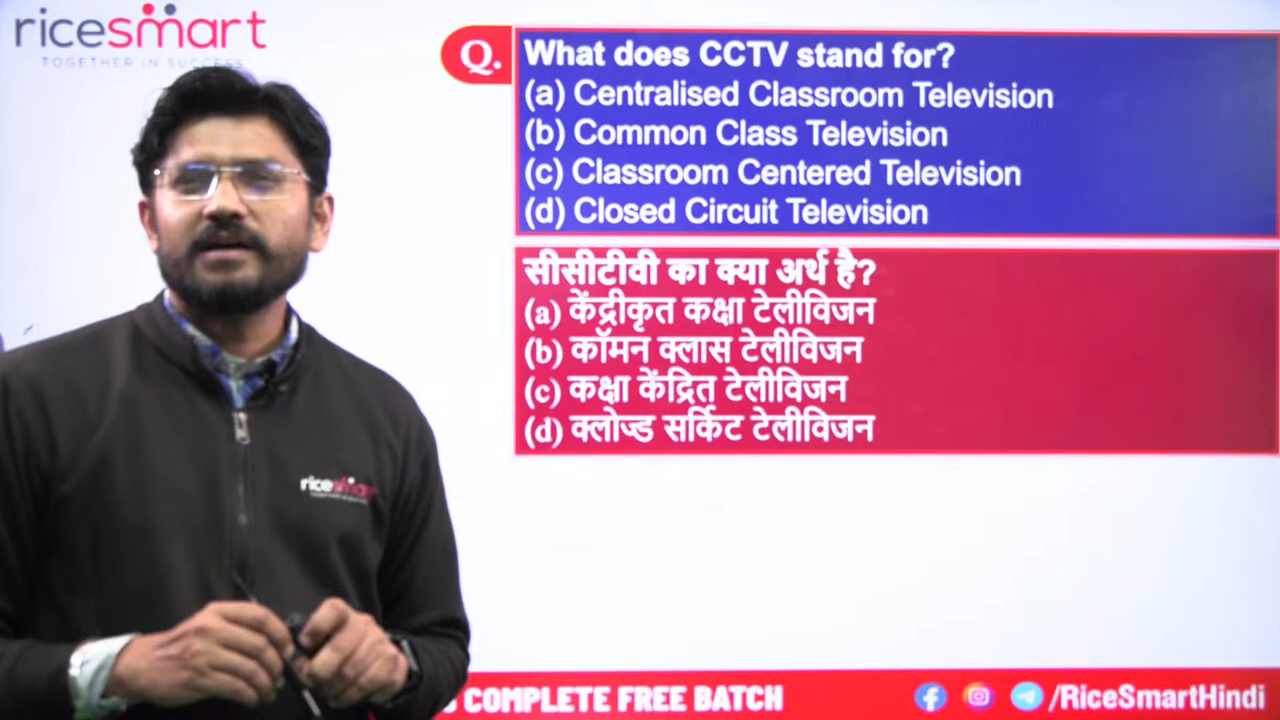 ricesmart
TOGETHER IN SUCCESS
Q.
What does CCTV stand for?
(a) Centralised Classroom Television
(b) Common Class Television
(c) Classroom Centered Television
(d) Closed Circuit Television
सीसीटीवी का क्या अर्थ है?
(a) केंद्रीकृत कक्षा टेलीविजन
(b) कॉमन क्लास टेलीविजन
(c) कक्षा केंद्रित टेलीविजन
(d) क्लोज्ड सर्किट टेलीविजन
ricesmart
COMPLETE FREE BATCH
/RiceSmartHindi